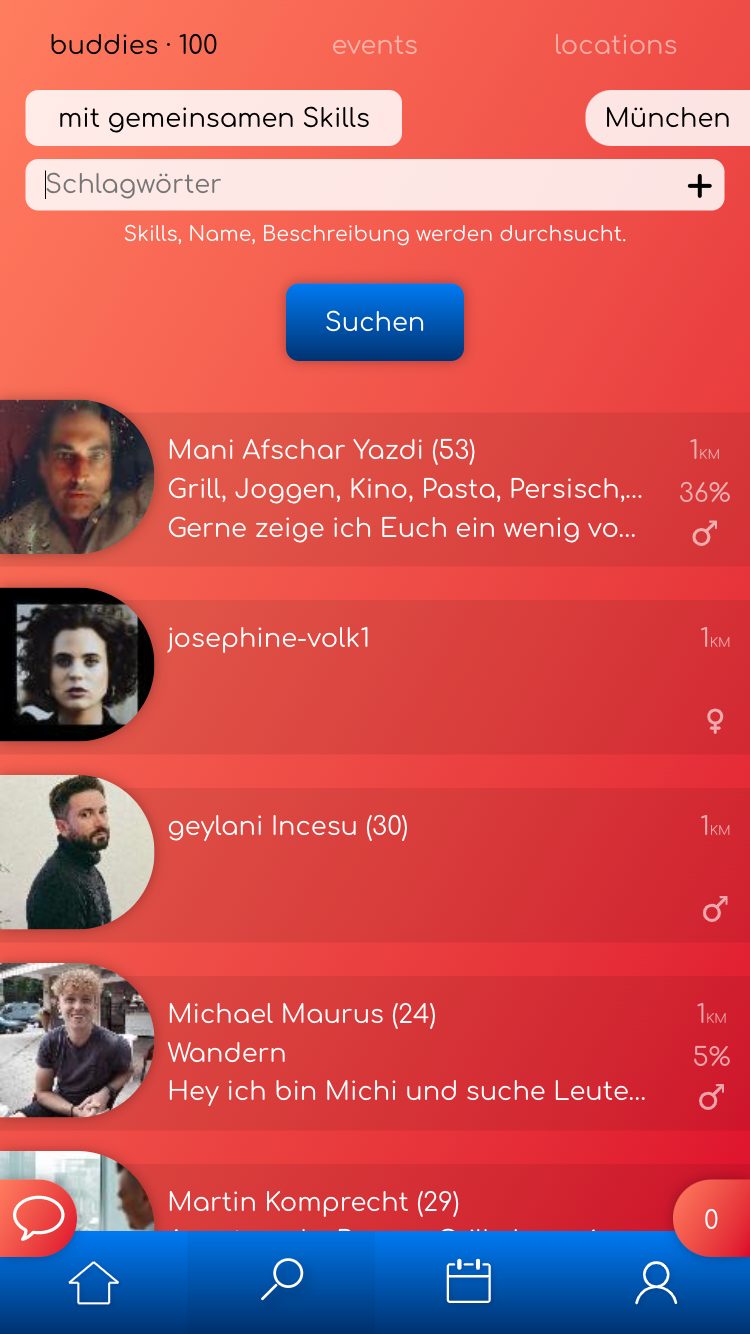 buddies · 100
events
locations
mit gemeinsamen Skills
München
Schlagwörter
Skills, Name, Beschreibung werden durchsucht.
Suchen
Mani Afschar Yazdi (53)
1KM
Grill, Joggen, Kino, Pasta, Persisch,...
36%
Gerne zeige ich Euch ein wenig vo...
josephine-volk1
1KM
geylani Incesu (30)
1KM
Michael Maurus (24)
1KM
Wandern
5%
Hey ich bin Michi und suche Leute...
Martin Komprecht (29)
0